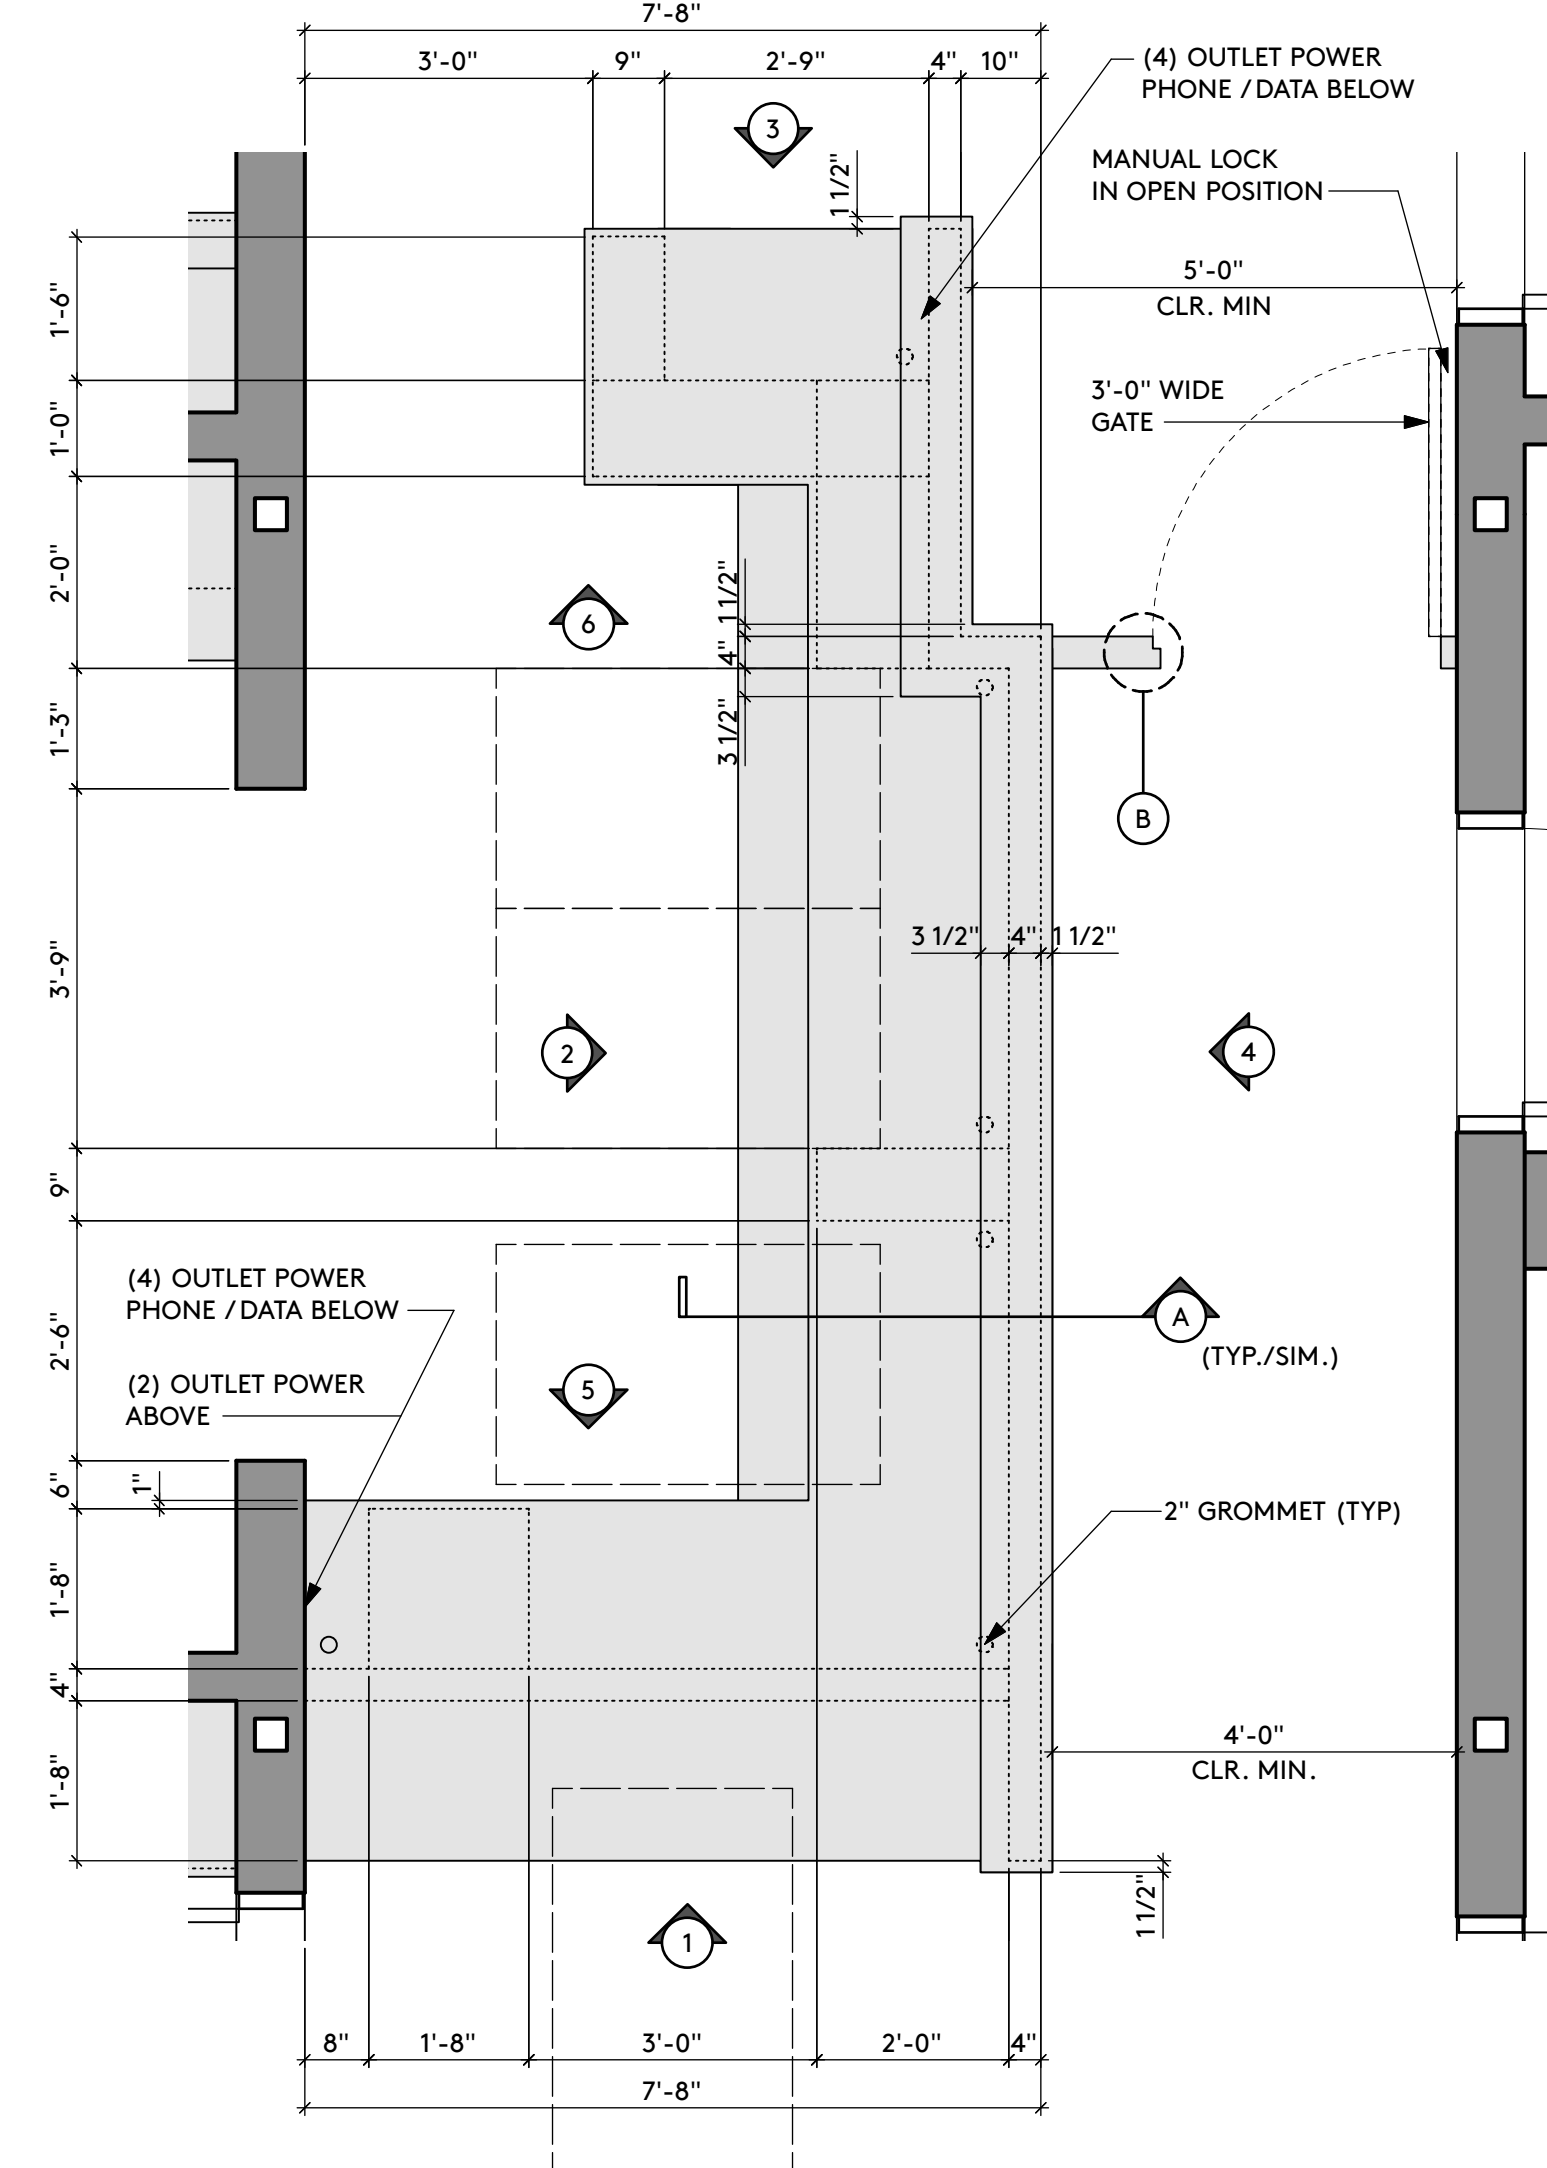 7'-8"
3'-0" 9" 2'-9" 4" 10"
(4) OUTLET POWER
PHONE / DATA BELOW
3
1 1/2"
MANUAL LOCK
IN OPEN POSITION
5'-0"
CLR. MIN
1'-6"
3'-0" WIDE
GATE
1'-0"
2'-0"
6
1 1/2"
4"
3 1/2"
1'-3"
B
3 1/2" 4" 1 1/2"
3'-9"
2
4
9"
(4) OUTLET POWER
PHONE / DATA BELOW
A
(TYP./SIM.)
2'-6"
(2) OUTLET POWER
ABOVE
5
6"
1"
2" GROMMET (TYP)
1'-8"
4"
4'-0"
CLR. MIN.
1'-8"
1 1/2"
1
8" 1'-8" 3'-0" 2'-0" 4"
7'-8"